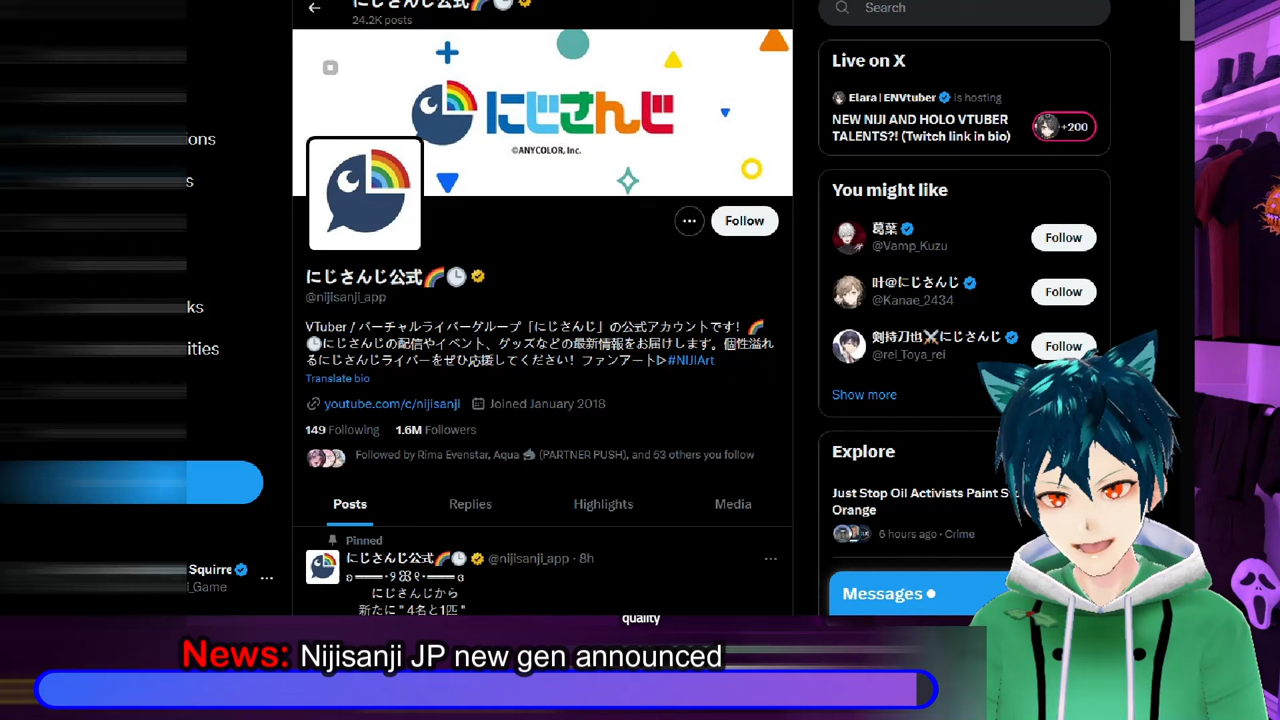 にじさんじ公式🌈🕒
24.2K posts
にじさんじ
©ANYCOLOR, Inc.
Follow
にじさんじ公式🌈🕒
@nijisanji_app
VTuber / バーチャルライバーグループ「にじさんじ」の公式アカウントです！🌈
🕒にじさんじの配信やイベント、グッズなどの最新情報をお届けします。個性溢れ
るにじさんじライバーをぜひ応援してください！ファンアート▷#NIJIArt
Translate bio
youtube.com/c/nijisanji Joined January 2018
149 Following 1.6M Followers
Followed by Rima Evenstar, Aqua (PARTNER PUSH), and 53 others you follow
Posts Replies Highlights Media
Pinned
にじさんじ公式🌈🕒 @nijisanji_app · 8h
にじさんじから
新たに " 4名と1匹 "
Search
Live on X
Elara | ENVtuber is hosting
NEW NIJI AND HOLO VTUBER
TALENTS?! (Twitch link in bio)
+200
You might like
葛葉
@Vamp_Kuzu
Follow
叶@にじさんじ
@Kanae_2434
Follow
剣持刀也⚔にじさんじ
@rei_Toya_rei
Follow
Show more
Explore
Just Stop Oil Activists Paint
Orange
6 hours ago · Crime
Messages
ons
s
ks
ities
Squirre
_Game
quality
News: Nijisanji JP new gen announced